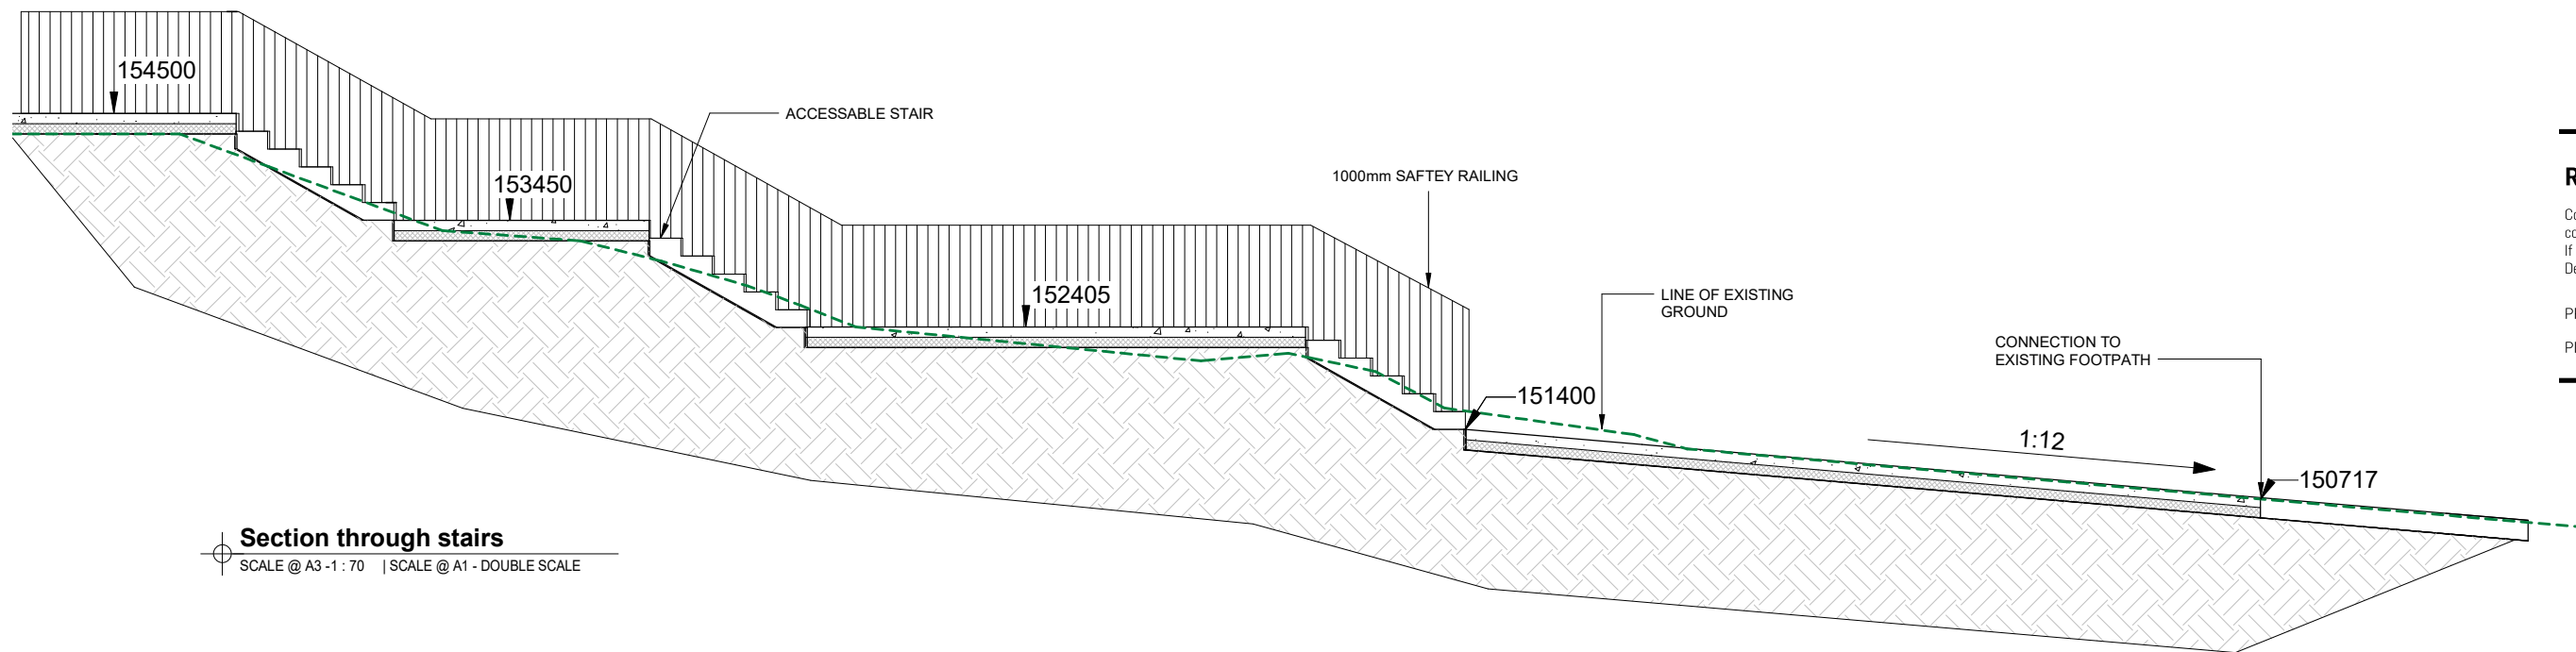 154500
ACCESSABLE STAIR
153450
1000mm SAFTEY RAILING
152405
LINE OF EXISTING
GROUND
CONNECTION TO
EXISTING FOOTPATH
151400
1:12
150717
Section through stairs
SCALE @ A3 -1 : 70 | SCALE @ A1 - DOUBLE SCALE
If